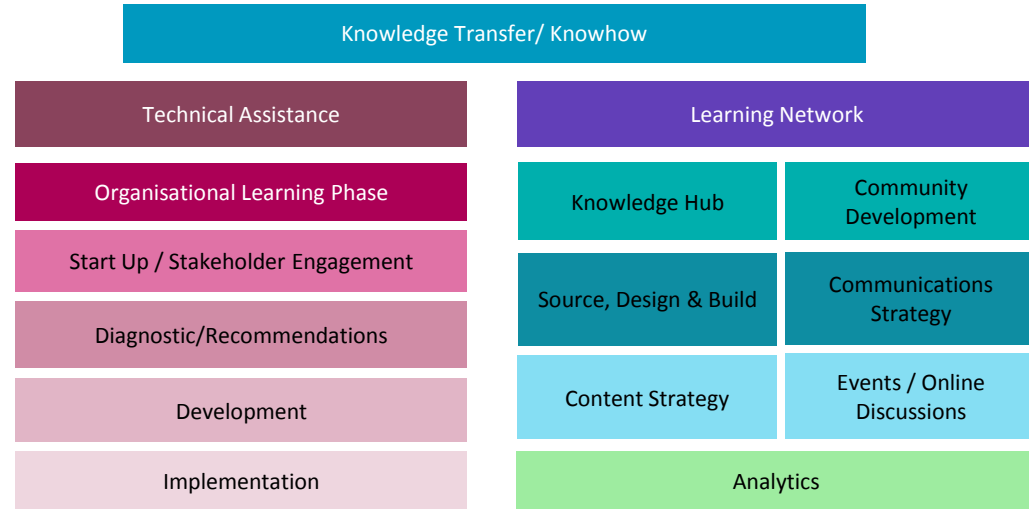 Knowledge Transfer/ Knowhow
Technical Assistance
Organisational Learning Phase
Start Up / Stakeholder Engagement
Diagnostic/Recommendations
Development
Implementation
Learning Network
Knowledge Hub
Community
Development
Source, Design & Build
Communications
Strategy
Content Strategy
Events / Online
Discussions
Analytics